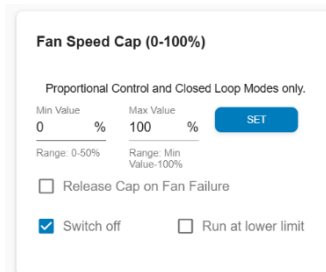 Fan Speed Cap (0-100%)
Proportional Control and Closed Loop Modes only.
Min Value Max Value
0 % 100 % SET
Range: 0-50% Range: Min
Value-100%
Release Cap on Fan Failure
Switch off Run at lower limit